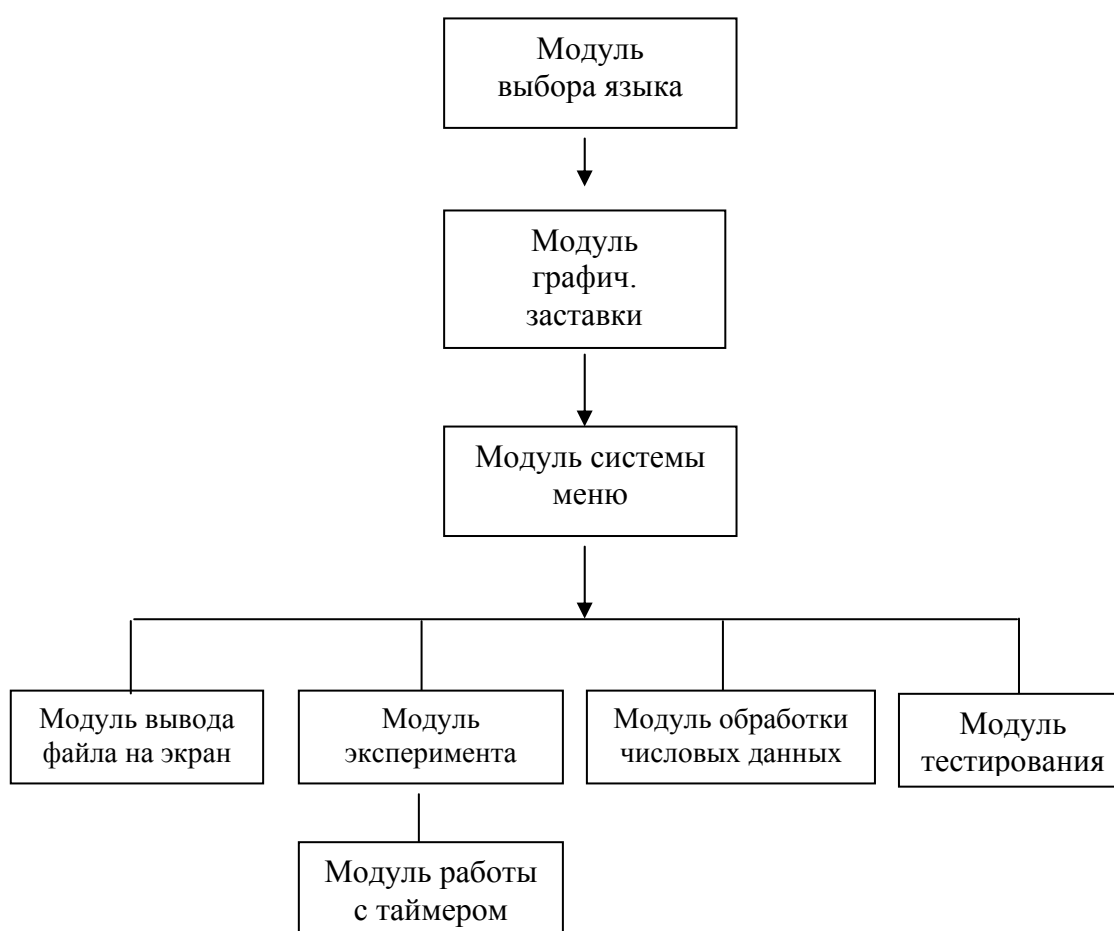 Модуль
выбора языка
Модуль
графич.
заставки
Модуль системы
меню
Модуль вывода
файла на экран
Модуль
эксперимента
Модуль обработки
числовых данных
Модуль
тестирования
Модуль работы
с таймером